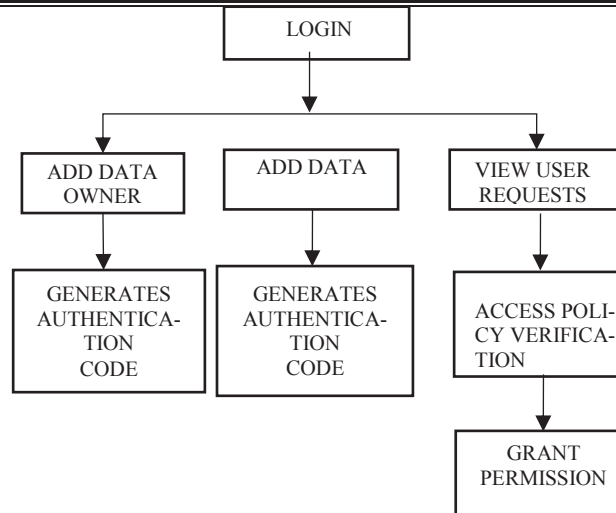 LOGIN
ADD DATA
OWNER
ADD DATA
VIEW USER
REQUESTS
GENERATES
AUTHENTICA-
TION
CODE
GENERATES
AUTHENTICA-
TION
CODE
ACCESS POLI-
CY VERIFICA-
TION
GRANT
PERMISSION